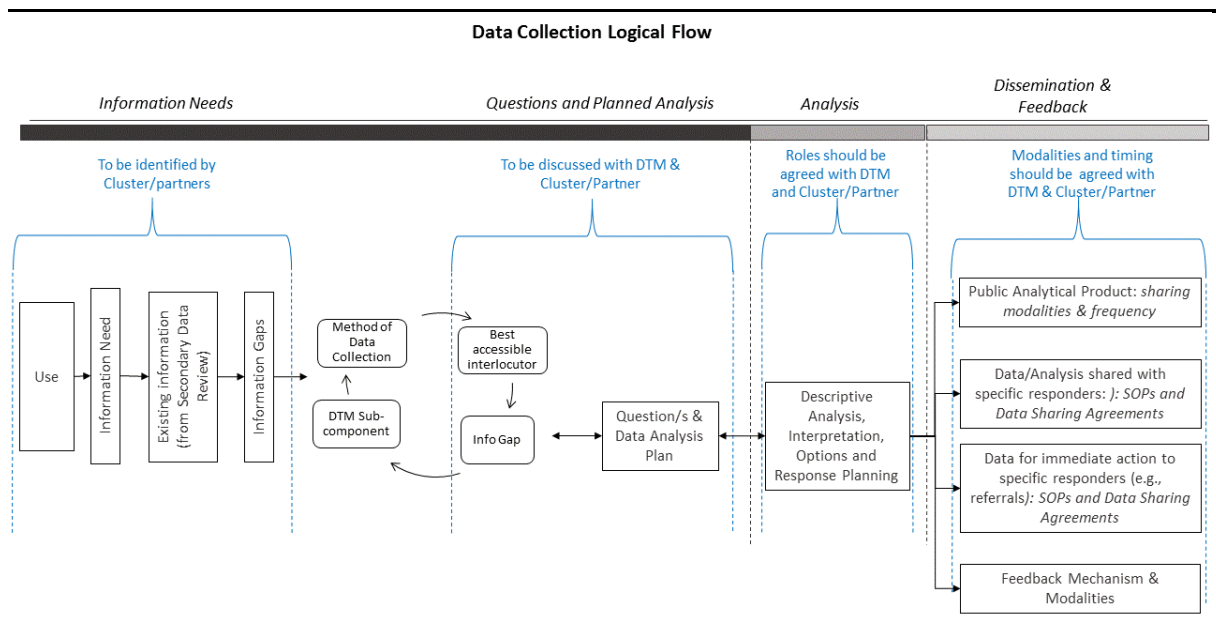 Data Collection Logical Flow
Information Needs
Questions and Planned Analysis
Analysis
Dissemination &
Feedback
To be identified by
Cluster/partners
To be discussed with DTM &
Cluster/Partner
Roles should be
agreed with DTM
and Cluster/Partner
Modalities and timing
should be agreed with
DTM & Cluster/Partner
Use
Information Need
Existing information
(from Secondary Data
Review)
Information Gaps
Method of
Data
Collection
DTM Sub-
component
Best
accessible
interlocutor
Info Gap
Question/s &
Data Analysis
Plan
Descriptive
Analysis,
Interpretation,
Options and
Response Planning
Public Analytical Product: sharing
modalities & frequency
Data/Analysis shared with
specific responders: ): SOPs and
Data Sharing Agreements
Data for immediate action to
specific responders (e.g.,
referrals): SOPs and Data Sharing
Agreements
Feedback Mechanism &
Modalities